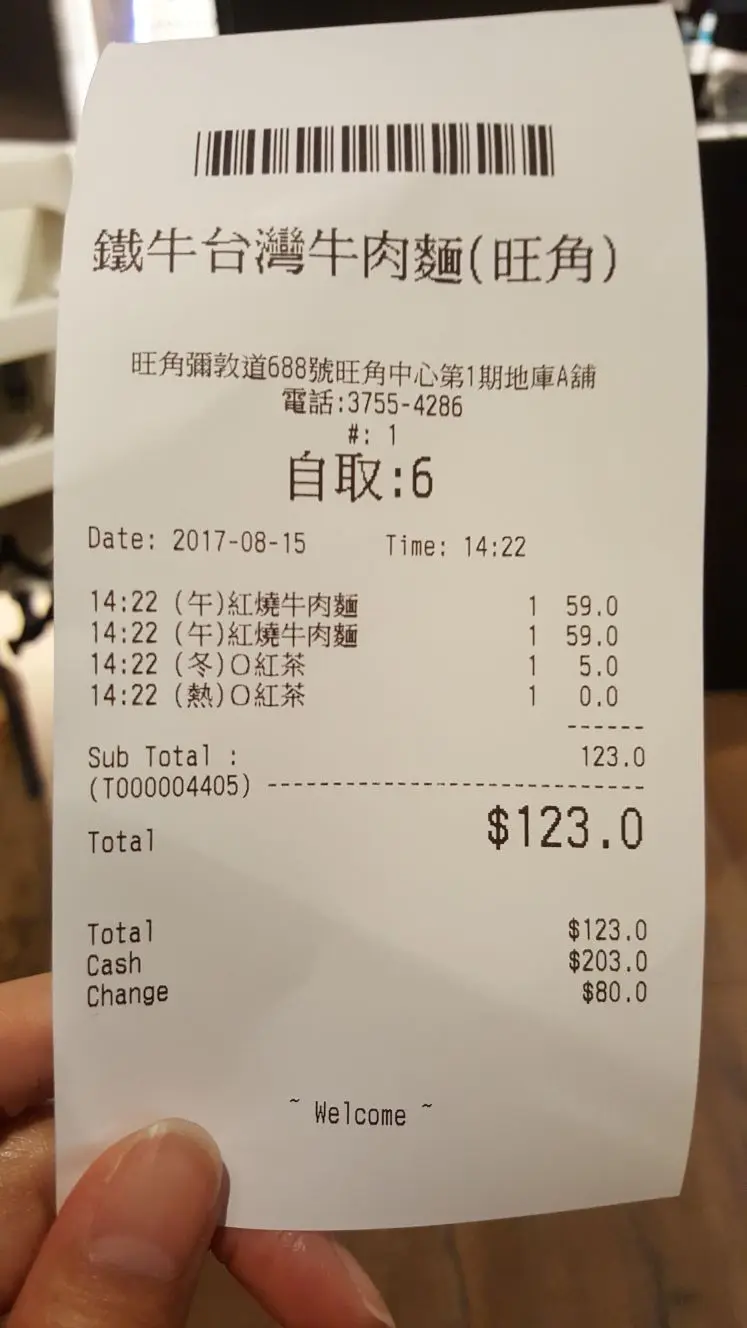 鐵牛台灣牛肉麵(旺角)
旺角彌敦道688號旺角中心第1期地庫A舖
電話:3755-4286
#: 1
自取:6
Date: 2017-08-15 Time: 14:22
14:22 (午)紅燒牛肉麵 1 59.0
14:22 (午)紅燒牛肉麵 1 59.0
14:22 (冬)O紅茶 1 5.0
14:22 (熱)O紅茶 1 0.0
------
Sub Total : 123.0
(T000004405) -----------------------------
Total $123.0
Total $123.0
Cash $203.0
Change $80.0
~ Welcome ~